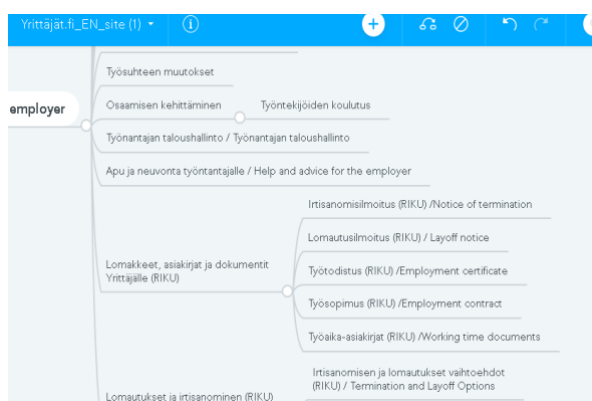 Yrittäjät.fi_EN_site (1)
Työsuhteen muutokset
employer
Osaamisen kehittäminen
Työntekijöiden koulutus
Työnantajan taloushallinto / Työnantajan taloushallinto
Apu ja neuvonta työntantajalle / Help and advice for the employer
Irtisanomisilmoitus (RIKU) /Notice of termination
Lomautusilmoitus (RIKU) / Layoff notice
Lomakkeet, asiakirjat ja dokumentit
Yrittäjälle (RIKU)
Työtodistus (RIKU) /Employment certificate
Työsopimus (RIKU) /Employment contract
Työaika-asiakirjat (RIKU) /Working time documents
Irtisanomisen ja lomautukset vaihtoehdot
(RIKU) / Termination and Layoff Options
Lomautukset ja irtisanominen (RIKU)